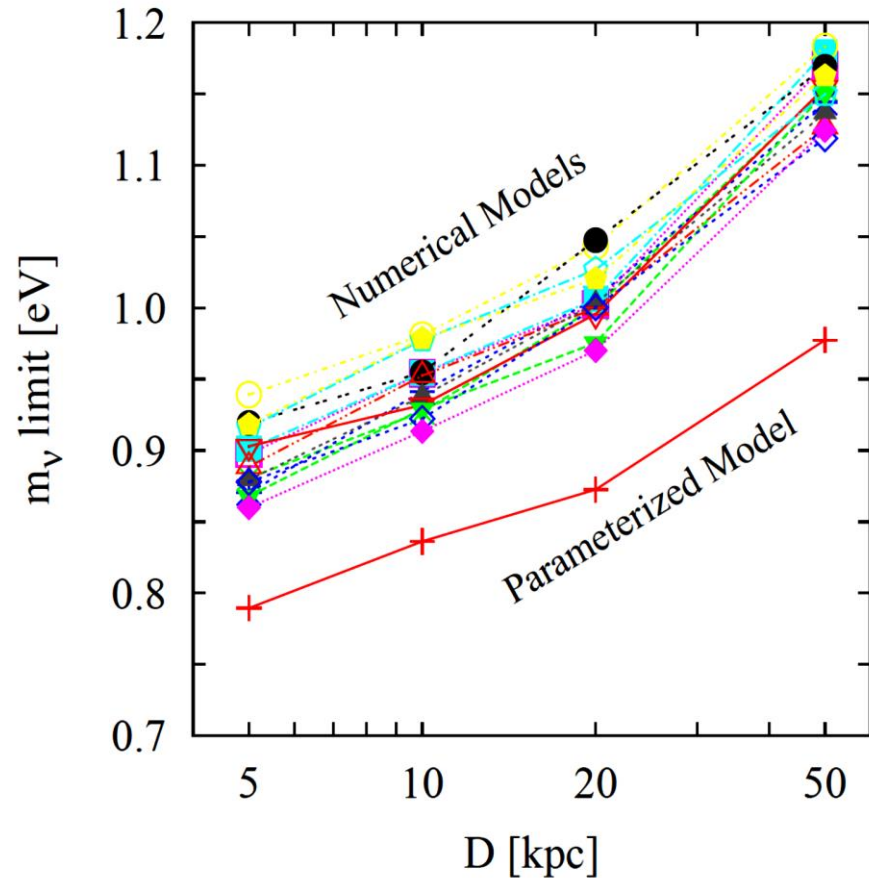 1.2
1.1
1.0
0.9
0.8
0.7
m_ν limit [eV]
Numerical Models
Parameterized Model
5 10 20 50
D [kpc]